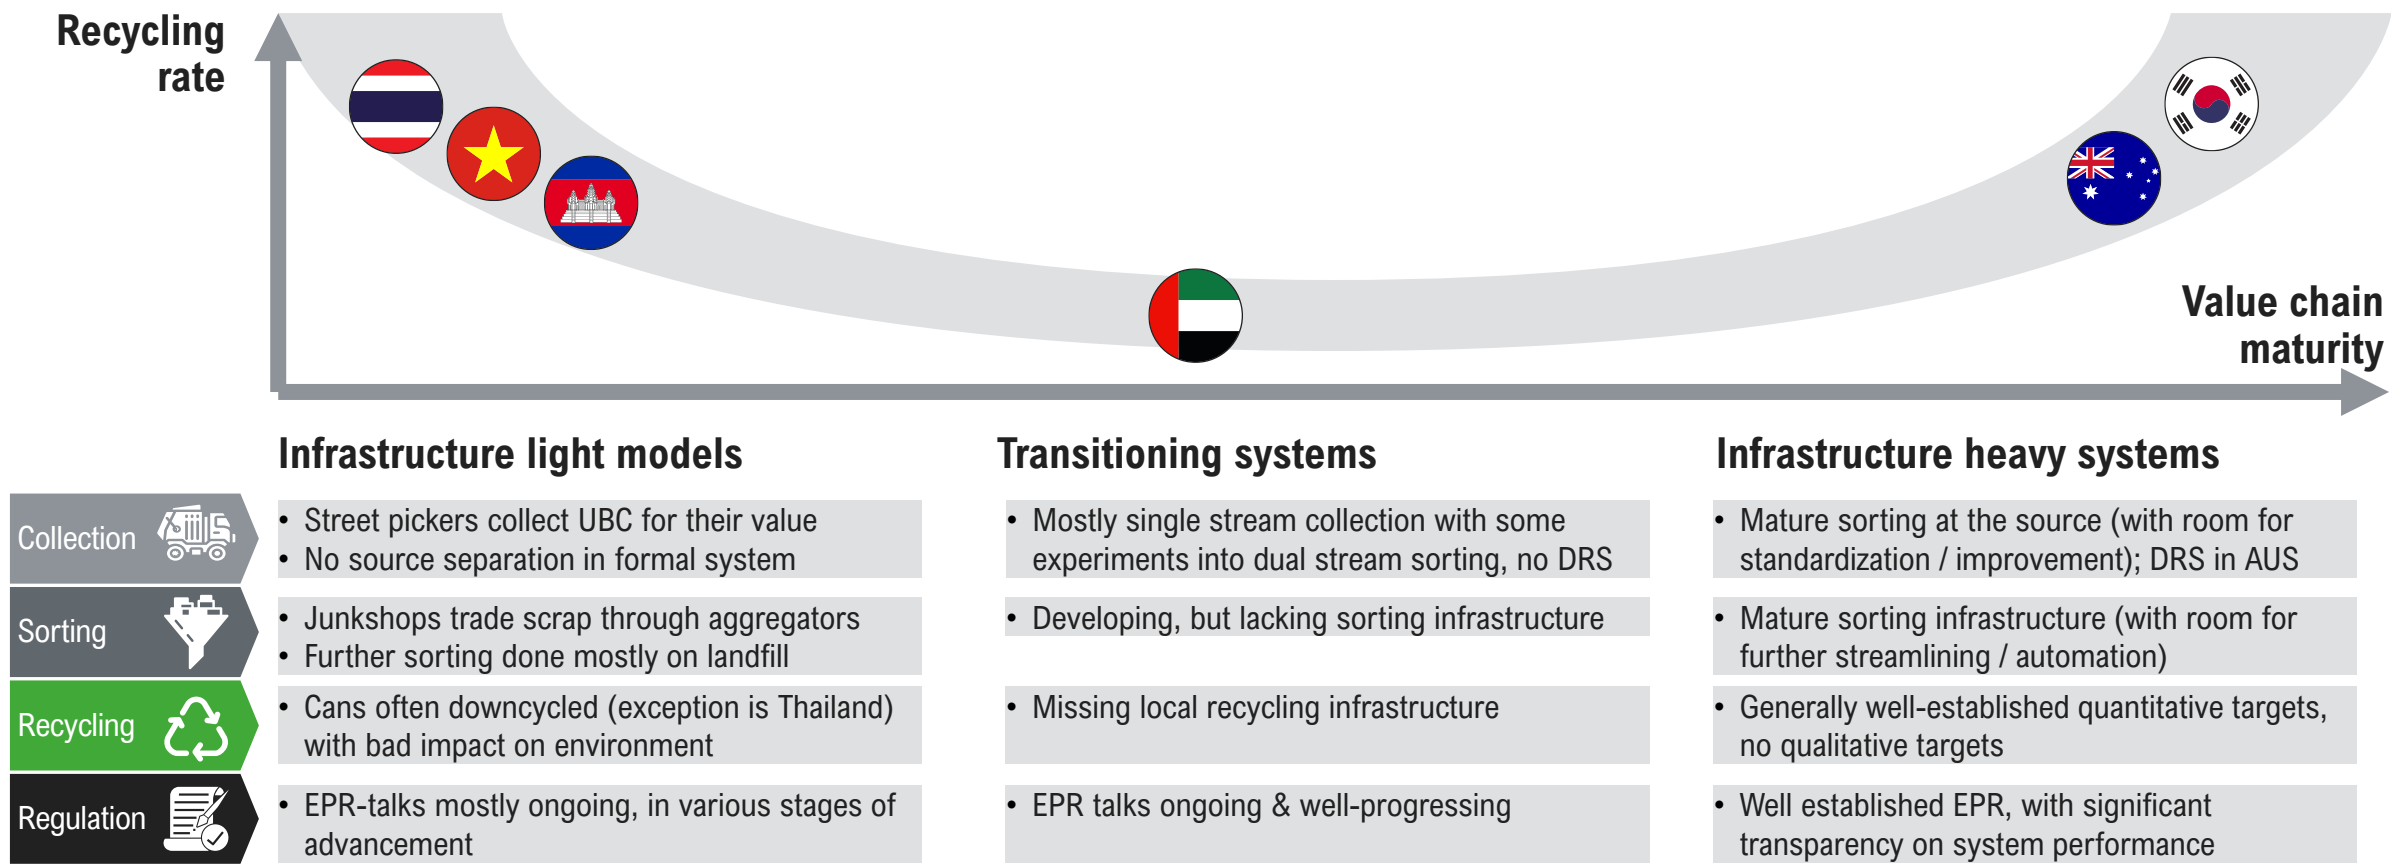 Recycling
rate
Value chain
maturity
Infrastructure light models
Transitioning systems
Infrastructure heavy systems
Collection
• Street pickers collect UBC for their value
• No source separation in formal system
• Mostly single stream collection with some
experiments into dual stream sorting, no DRS
• Mature sorting at the source (with room for
standardization / improvement); DRS in AUS
Sorting
• Junkshops trade scrap through aggregators
• Further sorting done mostly on landfill
• Developing, but lacking sorting infrastructure
• Mature sorting infrastructure (with room for
further streamlining / automation)
Recycling
• Cans often downcycled (exception is Thailand)
with bad impact on environment
• Missing local recycling infrastructure
• Generally well-established quantitative targets,
no qualitative targets
Regulation
• EPR-talks mostly ongoing, in various stages of
advancement
• EPR talks ongoing & well-progressing
• Well established EPR, with significant
transparency on system performance